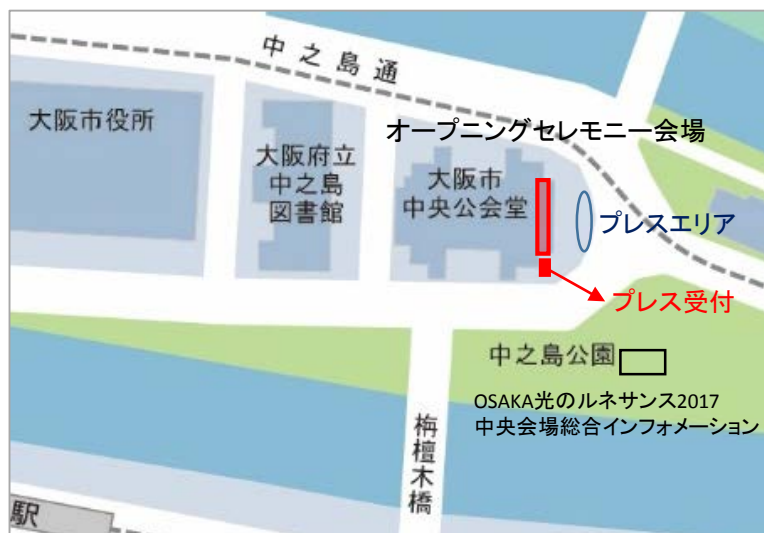 中之島通
大阪市役所
オープニングセレモニー会場
大阪府立
中之島
図書館
大阪市
中央公会堂
プレスエリア
プレス受付
中之島公園
OSAKA光のルネサンス2017
中央会場総合インフォメーション
栴檀木橋
駅